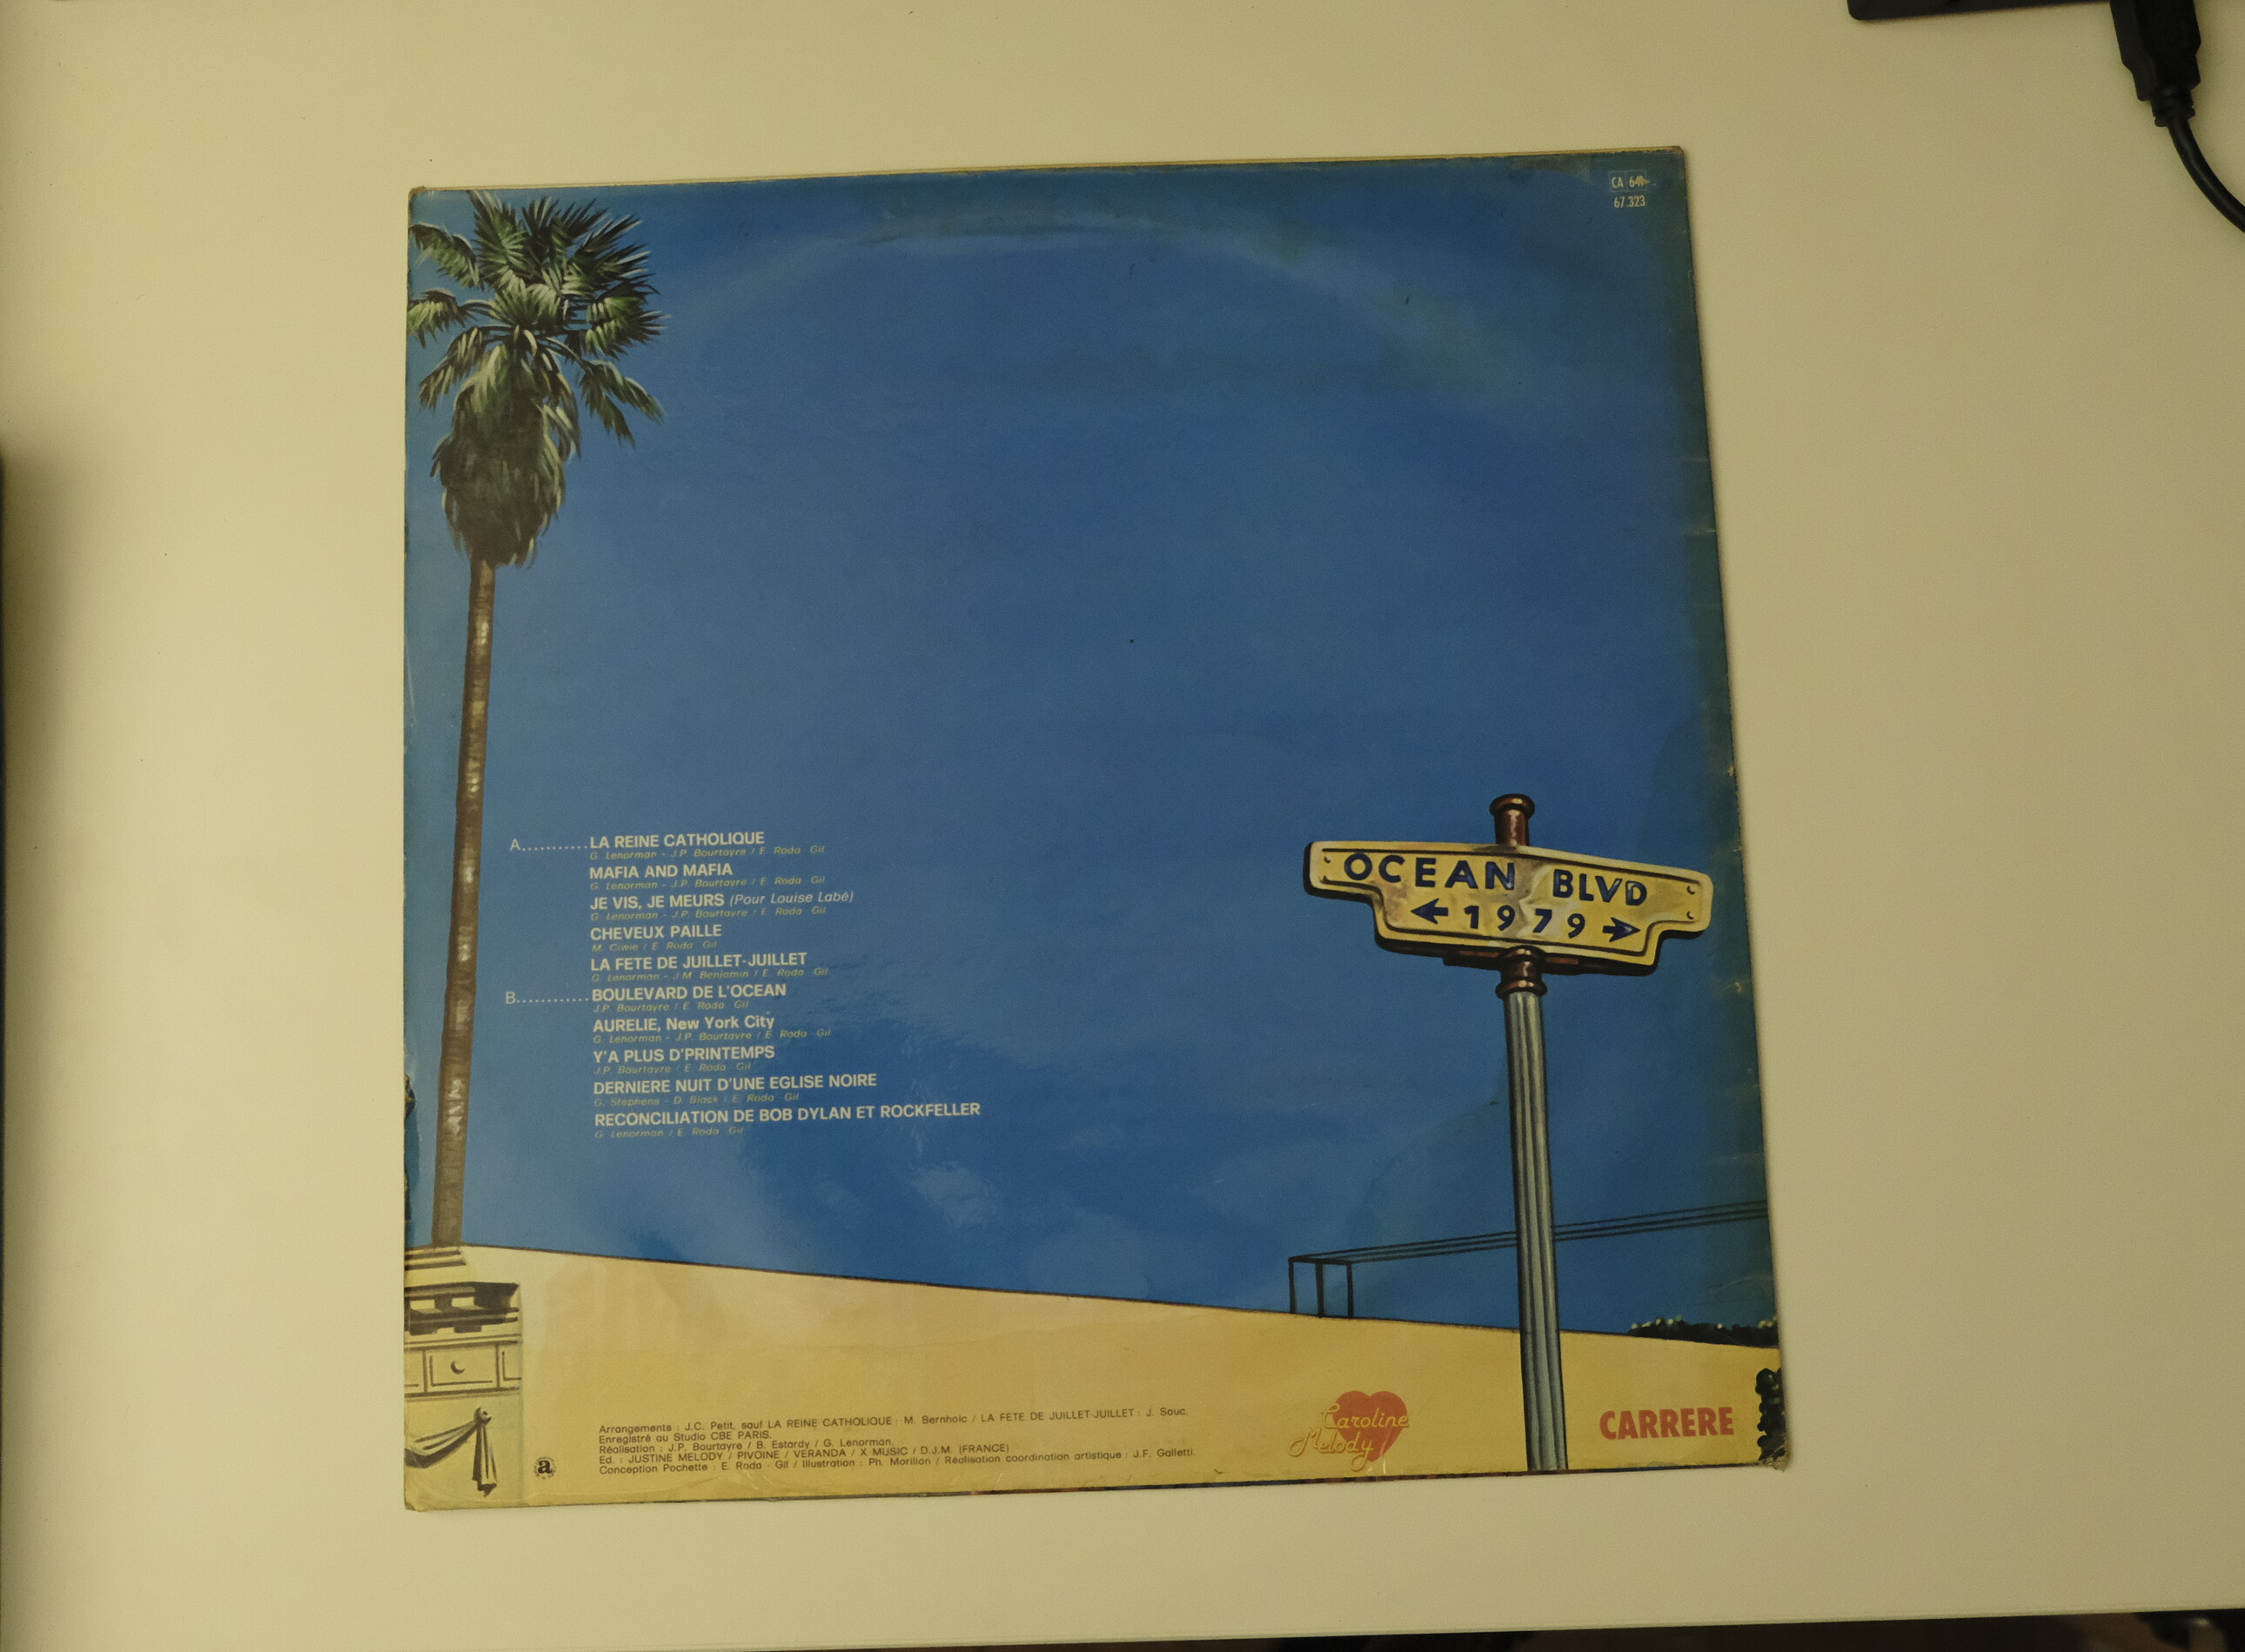 CA 641
67.323
A...........LA REINE CATHOLIQUE
G. Lenorman - J.P. Bourtayre / E. Roda - Gil
MAFIA AND MAFIA
G. Lenorman - J.P. Bourtayre / E. Roda - Gil
JE VIS, JE MEURS (Pour Louise Labé)
G. Lenorman - J.P. Bourtayre / E. Roda - Gil
CHEVEUX PAILLE
M. Ciwie / E. Roda - Gil
LA FETE DE JUILLET-JUILLET
G. Lenorman - J.M. Benjamin / E. Roda - Gil
B............BOULEVARD DE L'OCEAN
J.P. Bourtayre / E. Roda - Gil
AURELIE, New York City
G. Lenorman - J.P. Bourtayre / E. Roda - Gil
Y'A PLUS D'PRINTEMPS
J.P. Bourtayre / E. Roda - Gil
DERNIERE NUIT D'UNE EGLISE NOIRE
G. Stephens - D. Black / E. Roda - Gil
RECONCILIATION DE BOB DYLAN ET ROCKFELLER
G. Lenorman / E. Roda - Gil
OCEAN BLVD
← 1979 →
Arrangements : J.C. Petit, sauf LA REINE CATHOLIQUE : M. Bernholc / LA FETE DE JUILLET-JUILLET : J. Souc.
Enregistré au Studio CBE PARIS.
Réalisation : J.P. Bourtayre / B. Estardy / G. Lenorman.
Ed. : JUSTINE MELODY / PIVOINE / VERANDA / X MUSIC / D.J.M. (FRANCE)
Conception Pochette : E. Roda - Gil / Illustration : Ph. Morillon / Réalisation coordination artistique : J.F. Galletti.
a
Caroline
Melody
CARRERE